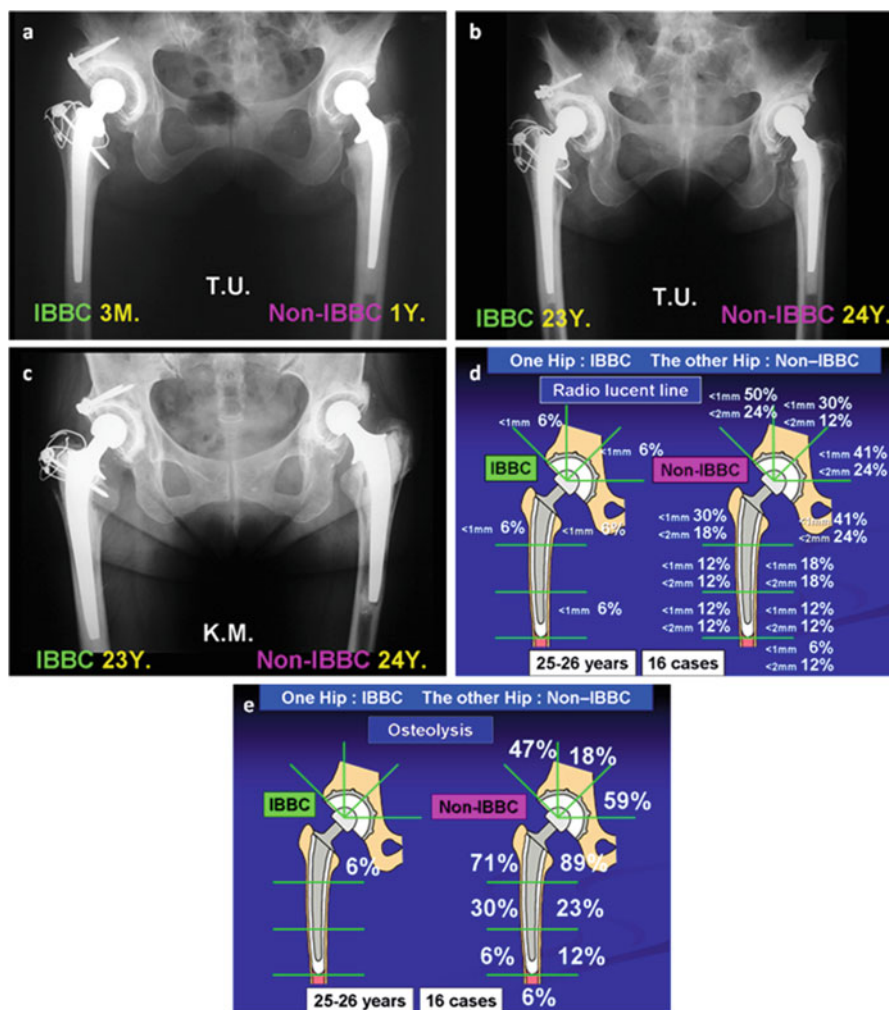 a
T.U.
IBBC 3M. Non-IBBC 1Y.
b
T.U.
IBBC 23Y. Non-IBBC 24Y.
c
K.M.
IBBC 23Y. Non-IBBC 24Y.
d
One Hip : IBBC The other Hip : Non–IBBC
Radio lucent line
IBBC
<1mm 6%
<1mm 6%
<1mm 6%
<1mm 6%
<1mm 6%
Non-IBBC
<1mm 50%
<2mm 24%
<1mm 30%
<2mm 12%
<1mm 41%
<2mm 24%
<1mm 30%
<2mm 18%
<1mm 41%
<2mm 24%
<1mm 12%
<2mm 12%
<1mm 18%
<2mm 18%
<1mm 12%
<2mm 12%
<1mm 12%
<2mm 12%
<1mm 6%
<2mm 12%
25-26 years 16 cases
e
One Hip : IBBC The other Hip : Non–IBBC
Osteolysis
IBBC
6%
Non-IBBC
47% 18%
59%
71% 89%
30% 23%
6% 12%
6%
25-26 years 16 cases